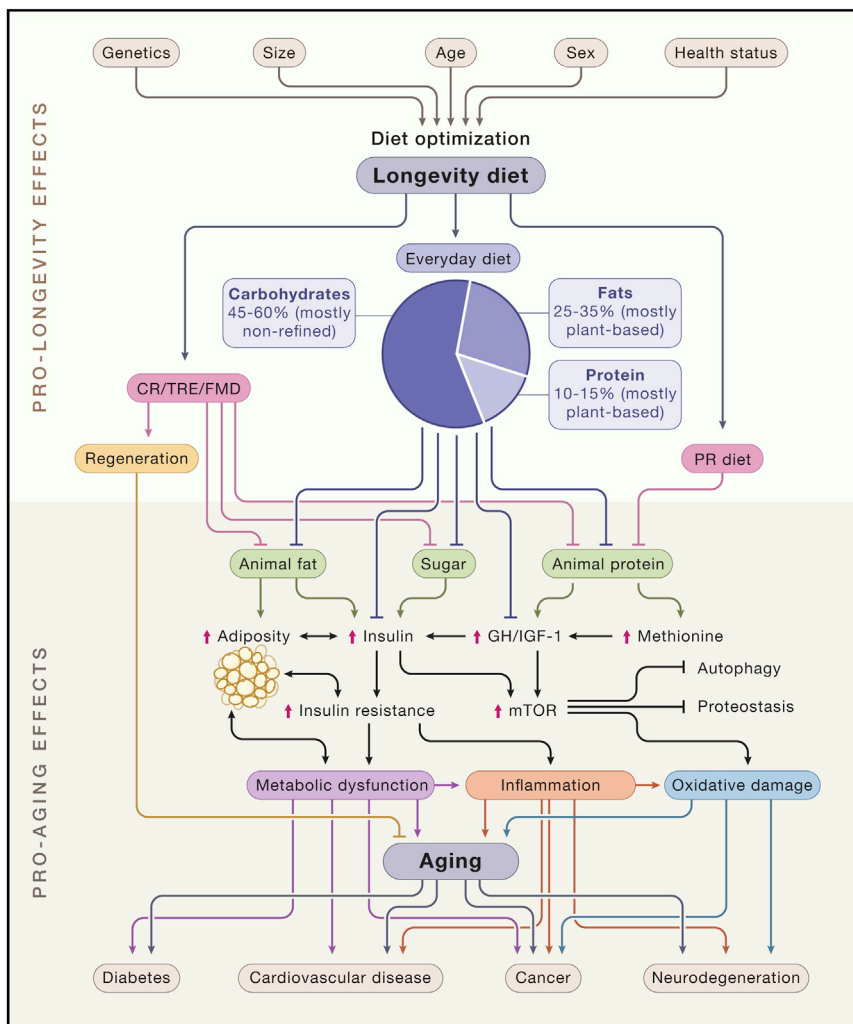 Genetics
Size
Age
Sex
Health status
Diet optimization
Longevity diet
Everyday diet
Carbohydrates
45-60% (mostly
non-refined)
Fats
25-35% (mostly
plant-based)
Protein
10-15% (mostly
plant-based)
CR/TRE/FMD
Regeneration
PR diet
PRO-LONGEVITY EFFECTS
Animal fat
Sugar
Animal protein
Adiposity
Insulin
GH/IGF-1
Methionine
Autophagy
Insulin resistance
mTOR
Proteostasis
Metabolic dysfunction
Inflammation
Oxidative damage
Aging
PRO-AGING EFFECTS
Diabetes
Cardiovascular disease
Cancer
Neurodegeneration